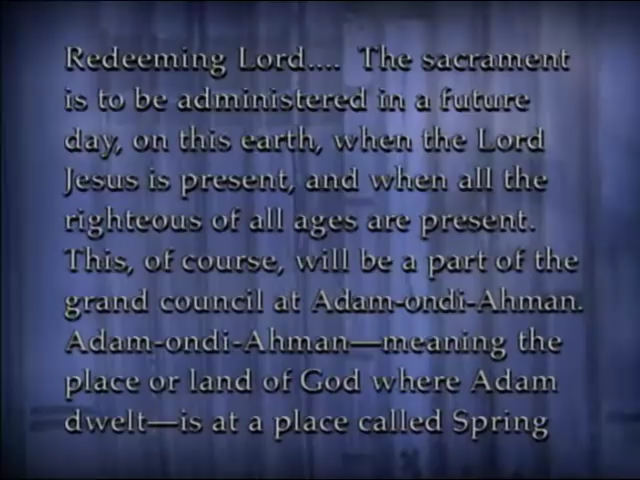 Redeeming Lord.... The sacrament
is to be administered in a future
day, on this earth, when the Lord
Jesus is present, and when all the
righteous of all ages are present.
This, of course, will be a part of the
grand council at Adam-ondi-Ahman.
Adam-ondi-Ahman—meaning the
place or land of God where Adam
dwelt—is at a place called Spring